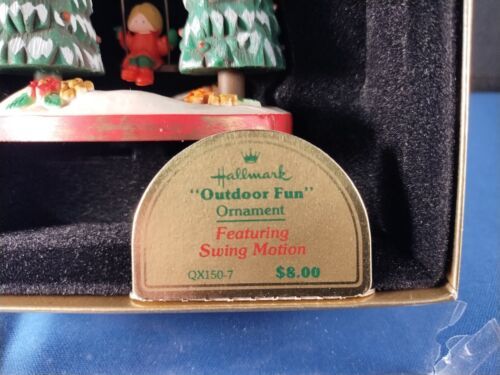 Hallmark
"Outdoor Fun"
Ornament
Featuring
Swing Motion
QX150-7 $8.00